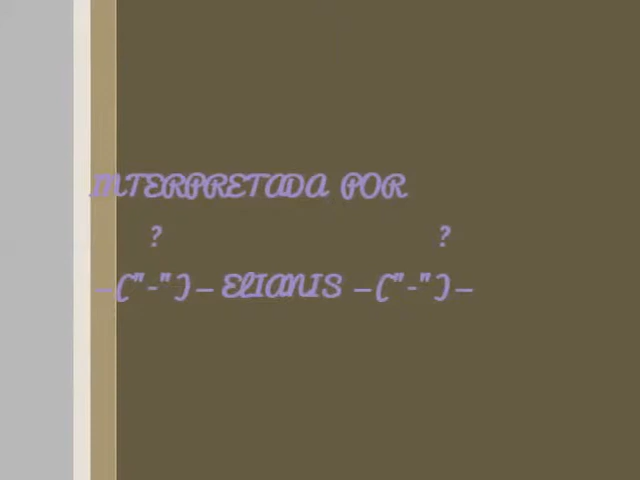 INTERPRETADA POR
? ?
–("-")– ELIANIS –("-")–